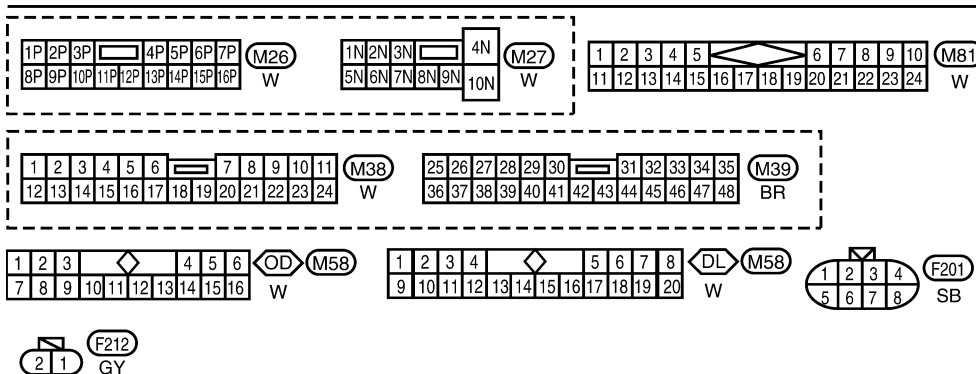 1P 2P 3P 4P 5P 6P 7P
8P 9P 10P 11P 12P 13P 14P 15P 16P
M26
W
1N 2N 3N 4N
5N 6N 7N 8N 9N 10N
M27
W
1 2 3 4 5 6 7 8 9 10
11 12 13 14 15 16 17 18 19 20 21 22 23 24
M81
W
1 2 3 4 5 6 7 8 9 10 11
12 13 14 15 16 17 18 19 20 21 22 23 24
M38
W
25 26 27 28 29 30 31 32 33 34 35
36 37 38 39 40 41 42 43 44 45 46 47 48
M39
BR
1 2 3 4 5 6
7 8 9 10 11 12 13 14 15 16
OD M58
W
1 2 3 4 5 6 7 8
9 10 11 12 13 14 15 16 17 18 19 20
DL M58
W
1 2 3 4
5 6 7 8
F201
SB
2 1
F212
GY